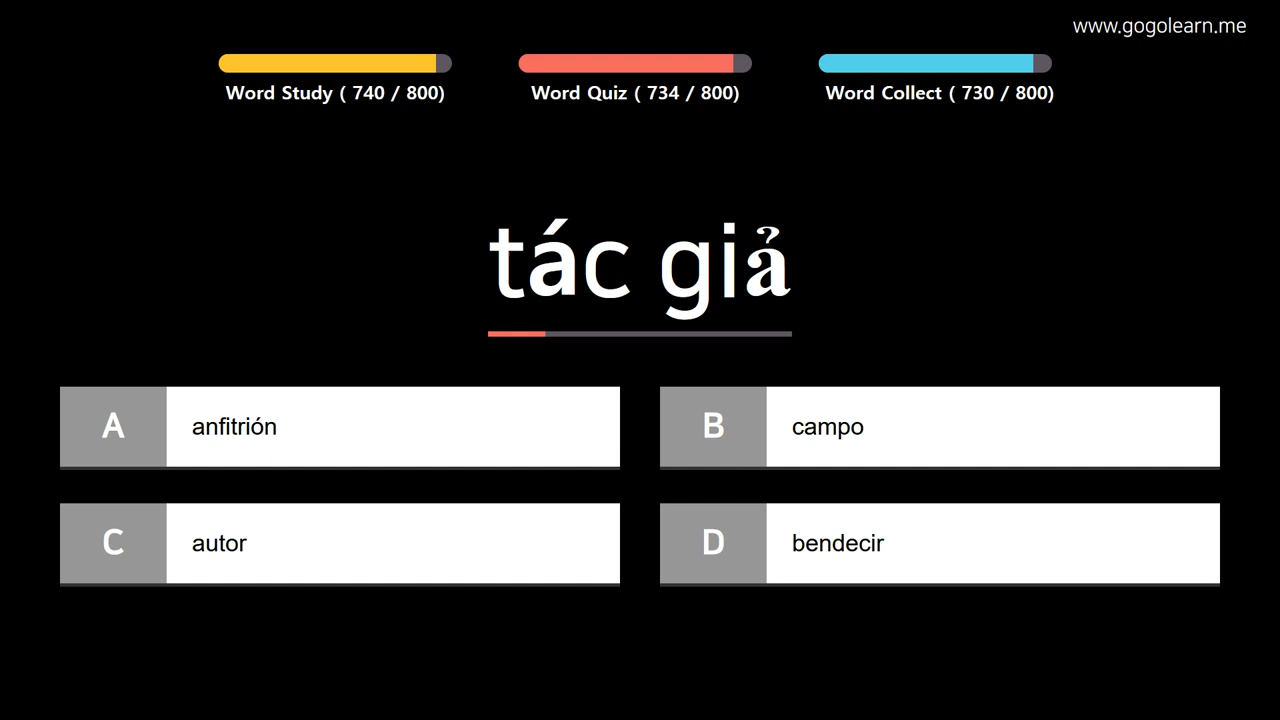 www.gogolearn.me
Word Study ( 740 / 800)
Word Quiz ( 734 / 800)
Word Collect ( 730 / 800)
tác giả
A anfitrión
B campo
C autor
D bendecir